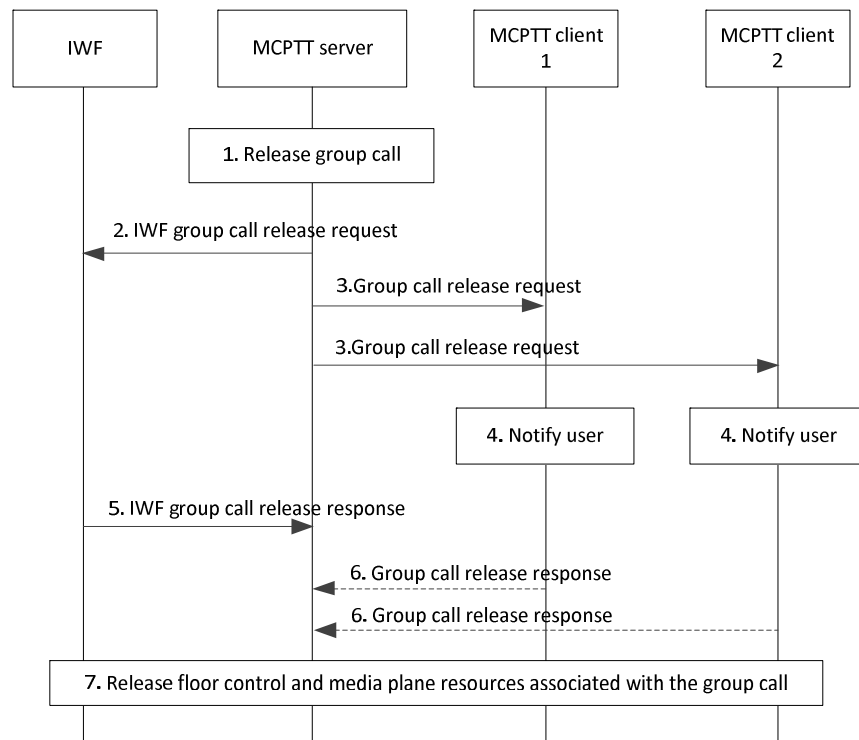 IWF
MCPTT server
MCPTT client
1
MCPTT client
2
1. Release group call
2. IWF group call release request
3.Group call release request
3.Group call release request
4. Notify user
4. Notify user
5. IWF group call release response
6. Group call release response
6. Group call release response
7. Release floor control and media plane resources associated with the group call